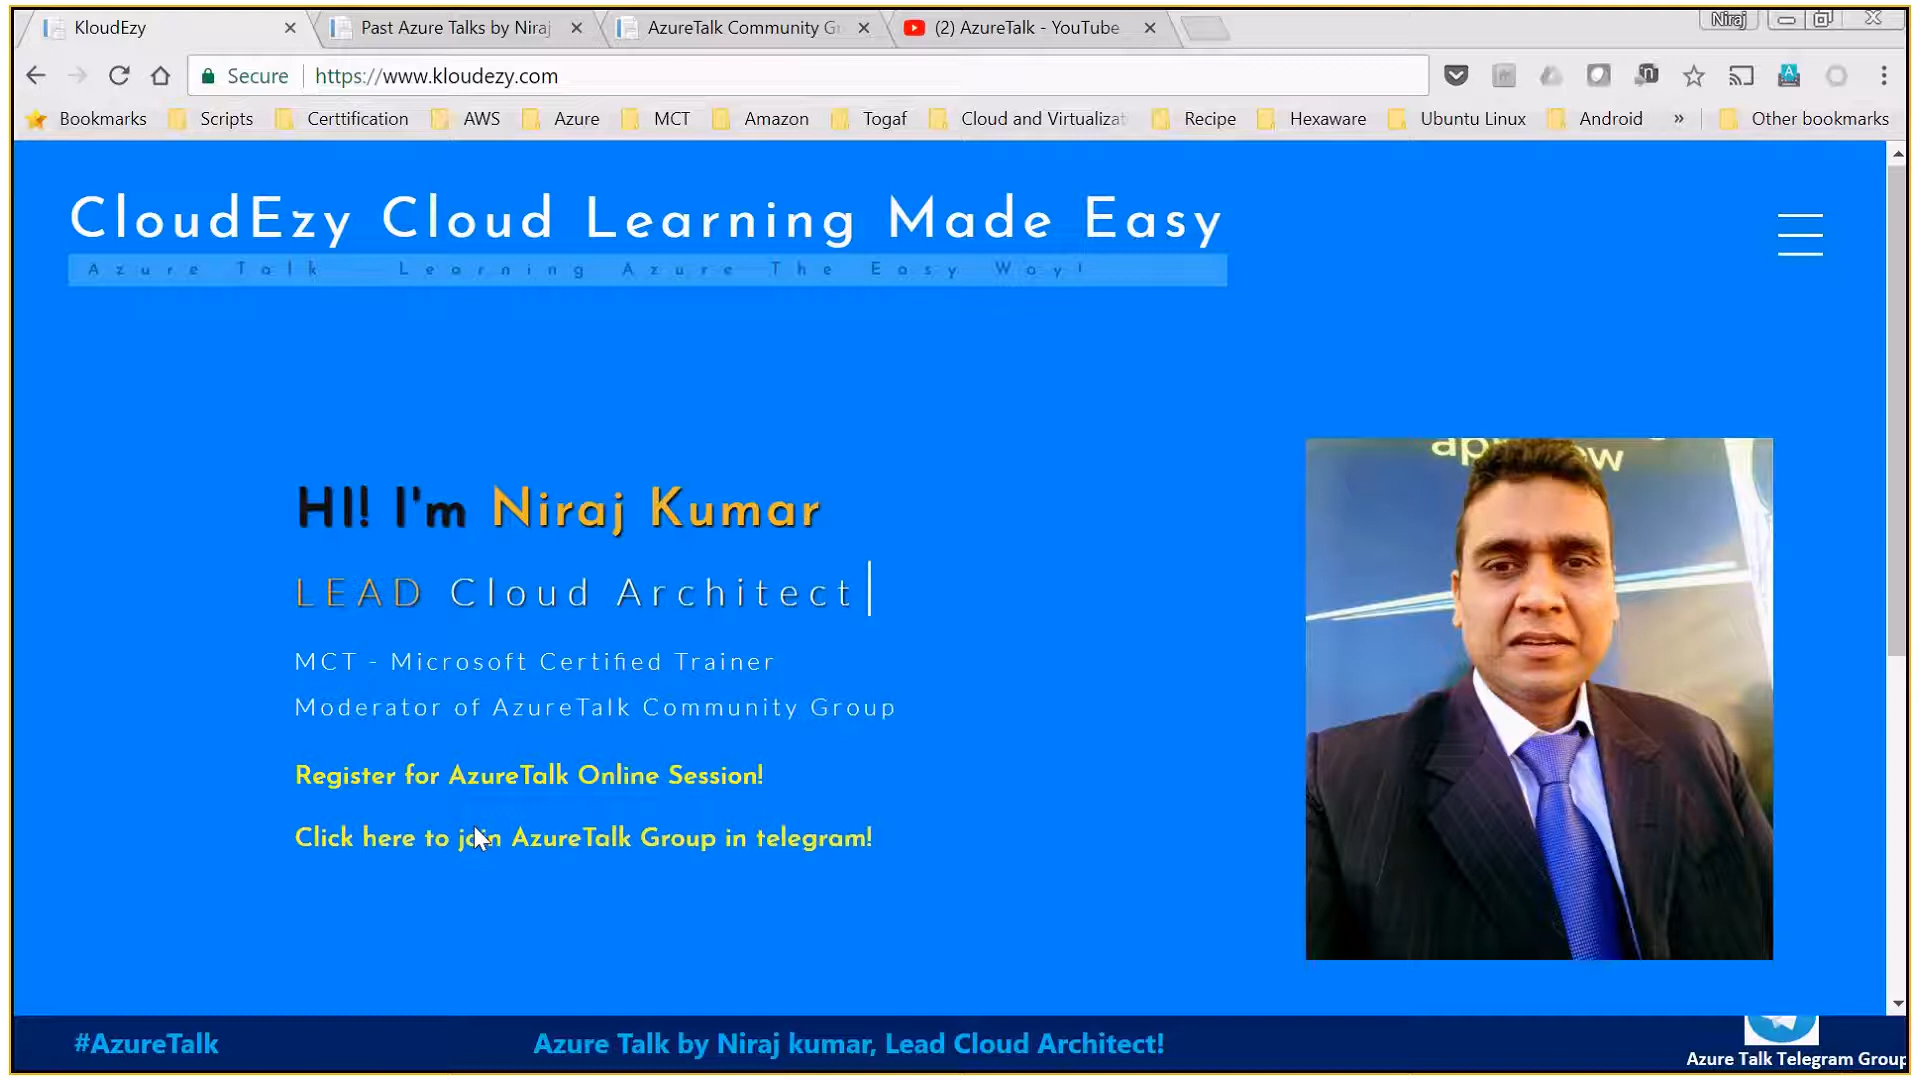 KloudEzy
Past Azure Talks by Niraj
AzureTalk Community G
(2) AzureTalk - YouTube
Niraj
Secure
https://www.kloudezy.com
Bookmarks
Scripts
Certtification
AWS
Azure
MCT
Amazon
Togaf
Cloud and Virtualizat
Recipe
Hexaware
Ubuntu Linux
Android
»
Other bookmarks
CloudEzy Cloud Learning Made Easy
Azure Talk Learning Azure The Easy Way!
HI! I'm Niraj Kumar
LEAD Cloud Architect
MCT - Microsoft Certified Trainer
Moderator of AzureTalk Community Group
Register for AzureTalk Online Session!
Click here to join AzureTalk Group in telegram!
#AzureTalk
Azure Talk by Niraj kumar, Lead Cloud Architect!
Azure Talk Telegram Group